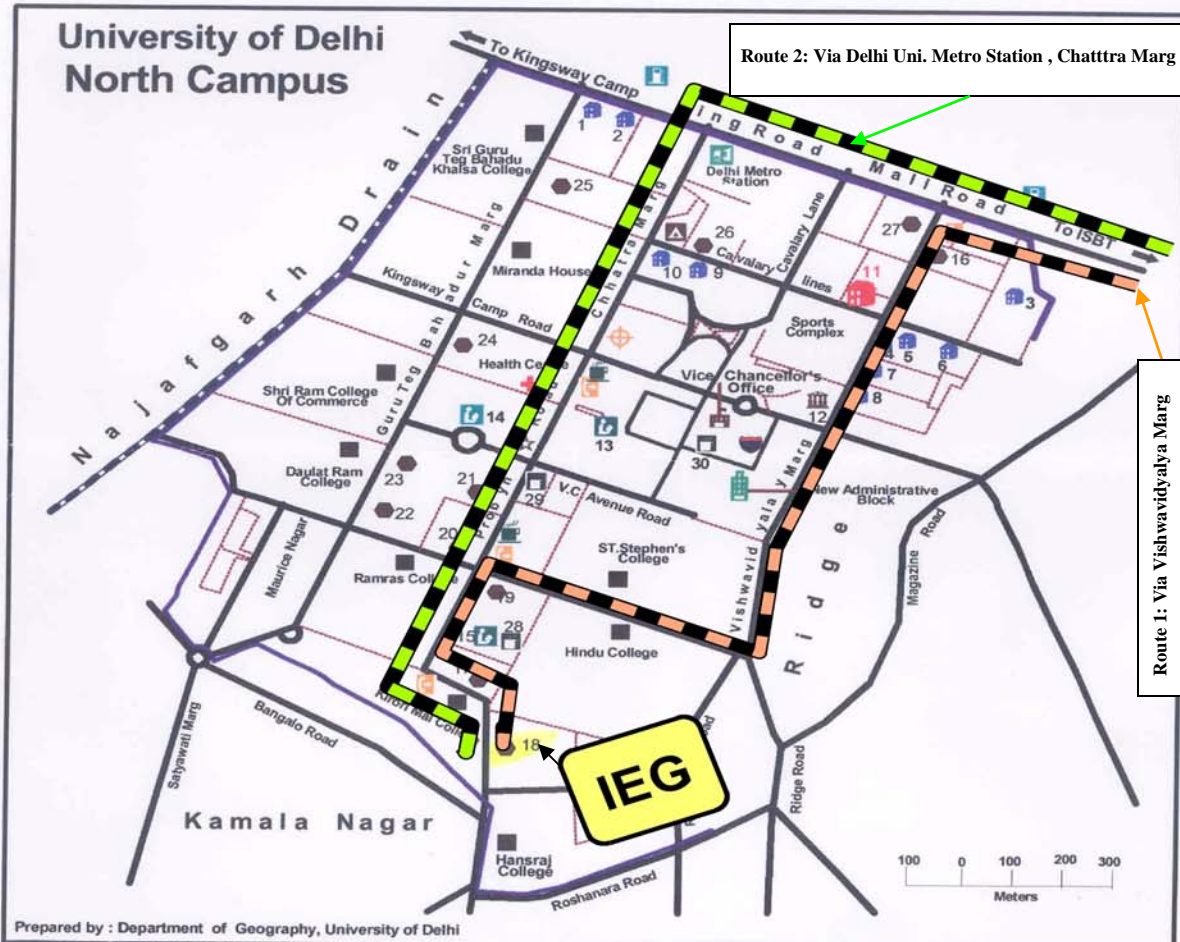 University of Delhi
North Campus
To Kingsway Camp
Route 2: Via Delhi Uni. Metro Station , Chatttra Marg
ing Road Mall Road
To ISBT
Najafgarh Drain
1
2
Sri Guru
Teg Bahadu
Khalsa College
25
Delhi Metro
Station
Cavalary Lane
Chhatra Marg
26
27
16
Cavalary
lines
10
9
11
3
Miranda House
Guru Teg Bahadur Marg
Kingsway Camp Road
Sports
Complex
4
5
6
7
8
24
Health Centre
Vice Chancellor's
Office
12
Shri Ram College
Of Commerce
14
13
30
Probyn Road
Daulat Ram
College
23
22
21
20
29
V.C Avenue Road
New Administrative
Block
Vishwavidyalay Marg
Ridge
Magazine Road
Route 1: Via Vishwavidyalya Marg
Maurice Nagar
Ramras College
ST.Stephen's
College
19
28
15
Hindu College
Kirori Mal College
18
IEG
Satyawati Marg
Bangalo Road
Road
Ridge Road
Kamala Nagar
Hansraj
College
Roshanara Road
100 0 100 200 300
Meters
Prepared by : Department of Geography, University of Delhi